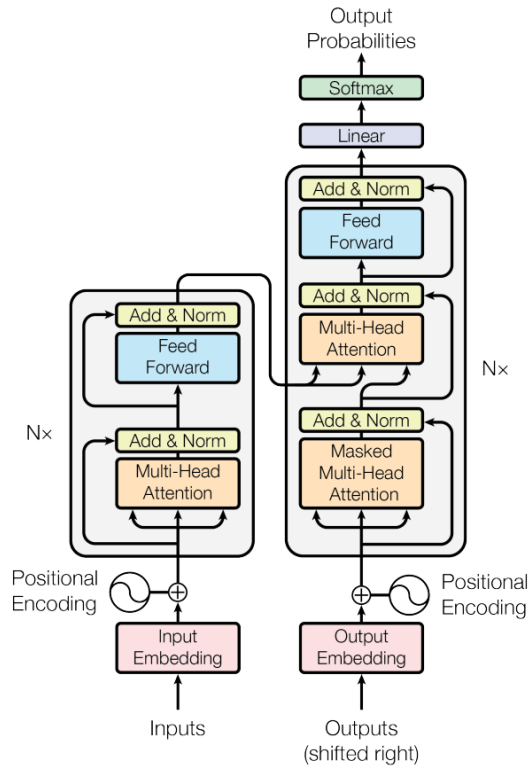 Output
Probabilities
Softmax
Linear
Add & Norm
Feed
Forward
Add & Norm
Multi-Head
Attention
Add & Norm
Masked
Multi-Head
Attention
N×
Add & Norm
Feed
Forward
Add & Norm
Multi-Head
Attention
N×
Positional
Encoding
Positional
Encoding
Input
Embedding
Output
Embedding
Inputs
Outputs
(shifted right)